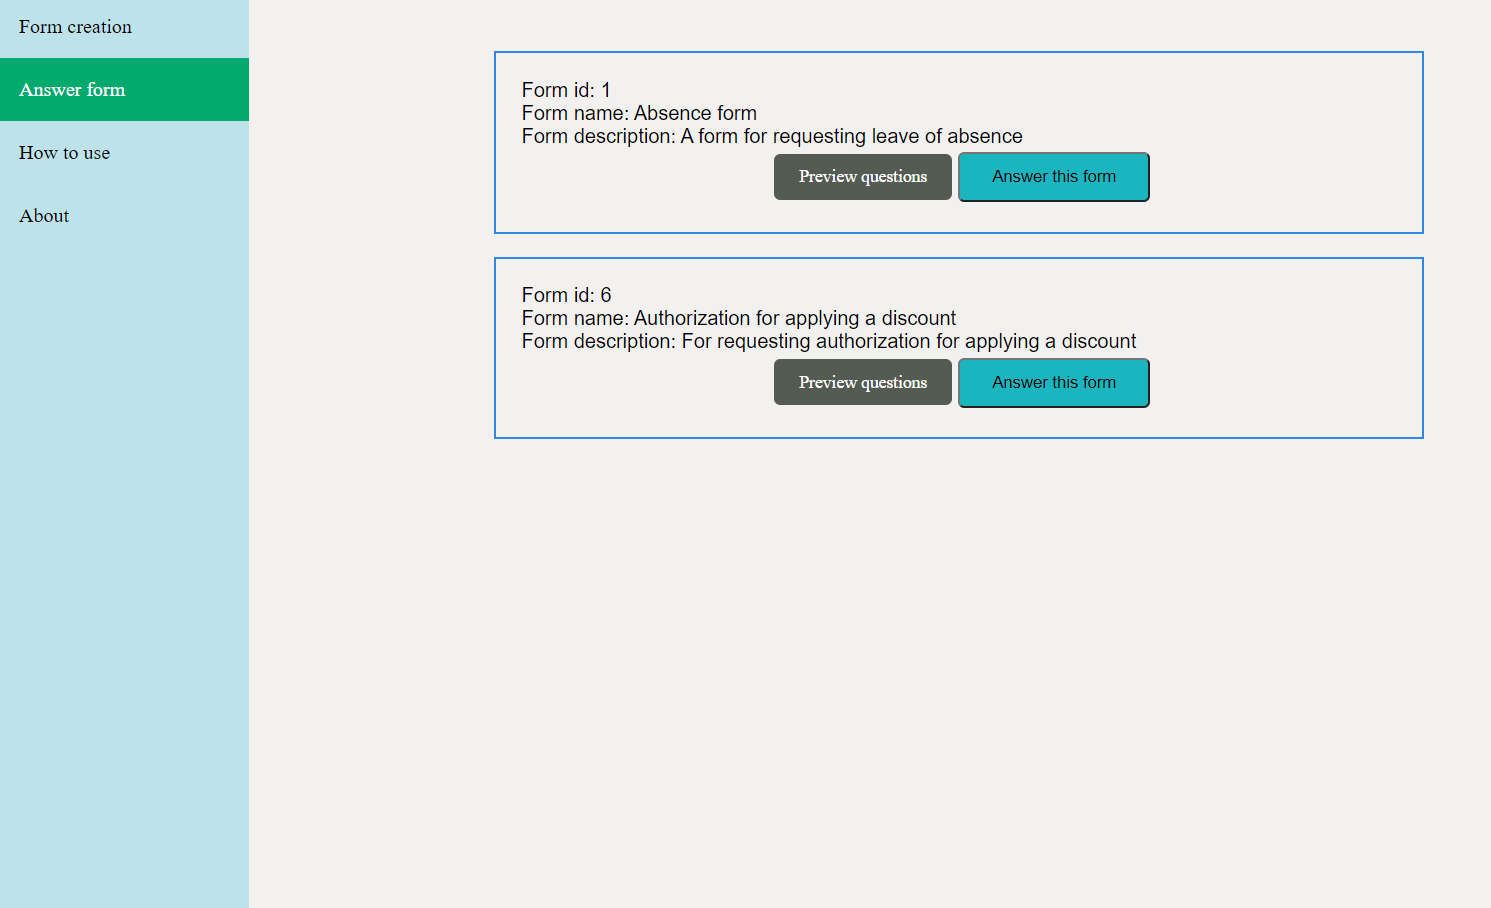 Form creation
Answer form
How to use
About
Form id: 1
Form name: Absence form
Form description: A form for requesting leave of absence
Preview questions
Answer this form
Form id: 6
Form name: Authorization for applying a discount
Form description: For requesting authorization for applying a discount
Preview questions
Answer this form